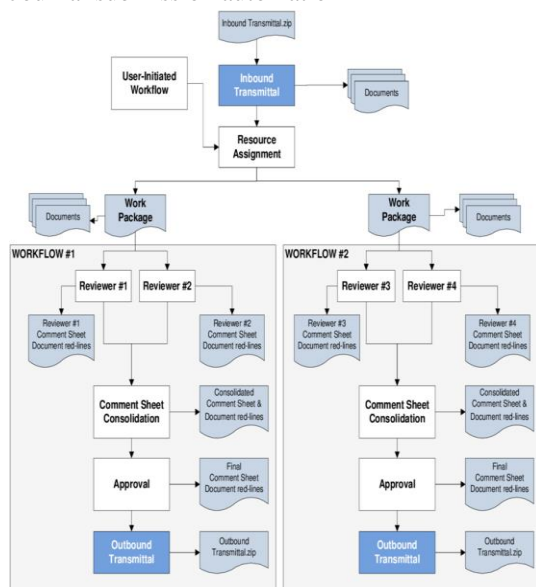 Inbound Transmittal.zip
User-Initiated
Workflow
Inbound
Transmittal
Documents
Resource
Assignment
Documents
Work
Package
Work
Package
Documents
WORKFLOW #1
Reviewer #1
Reviewer #2
Reviewer #1
Comment Sheet
Document red-lines
Reviewer #2
Comment Sheet
Document red-lines
Comment Sheet
Consolidation
Consolidated
Comment Sheet &
Document red-lines
Approval
Final
Comment Sheet
Document red-lines
Outbound
Transmittal
Outbound
Transmittal.zip
WORKFLOW #2
Reviewer #3
Reviewer #4
Reviewer #3
Comment Sheet
Document red-lines
Reviewer #4
Comment Sheet
Document red-lines
Comment Sheet
Consolidation
Consolidated
Comment Sheet &
Document red-lines
Approval
Final
Comment Sheet
Document red-lines
Outbound
Transmittal
Outbound
Transmittal.zip